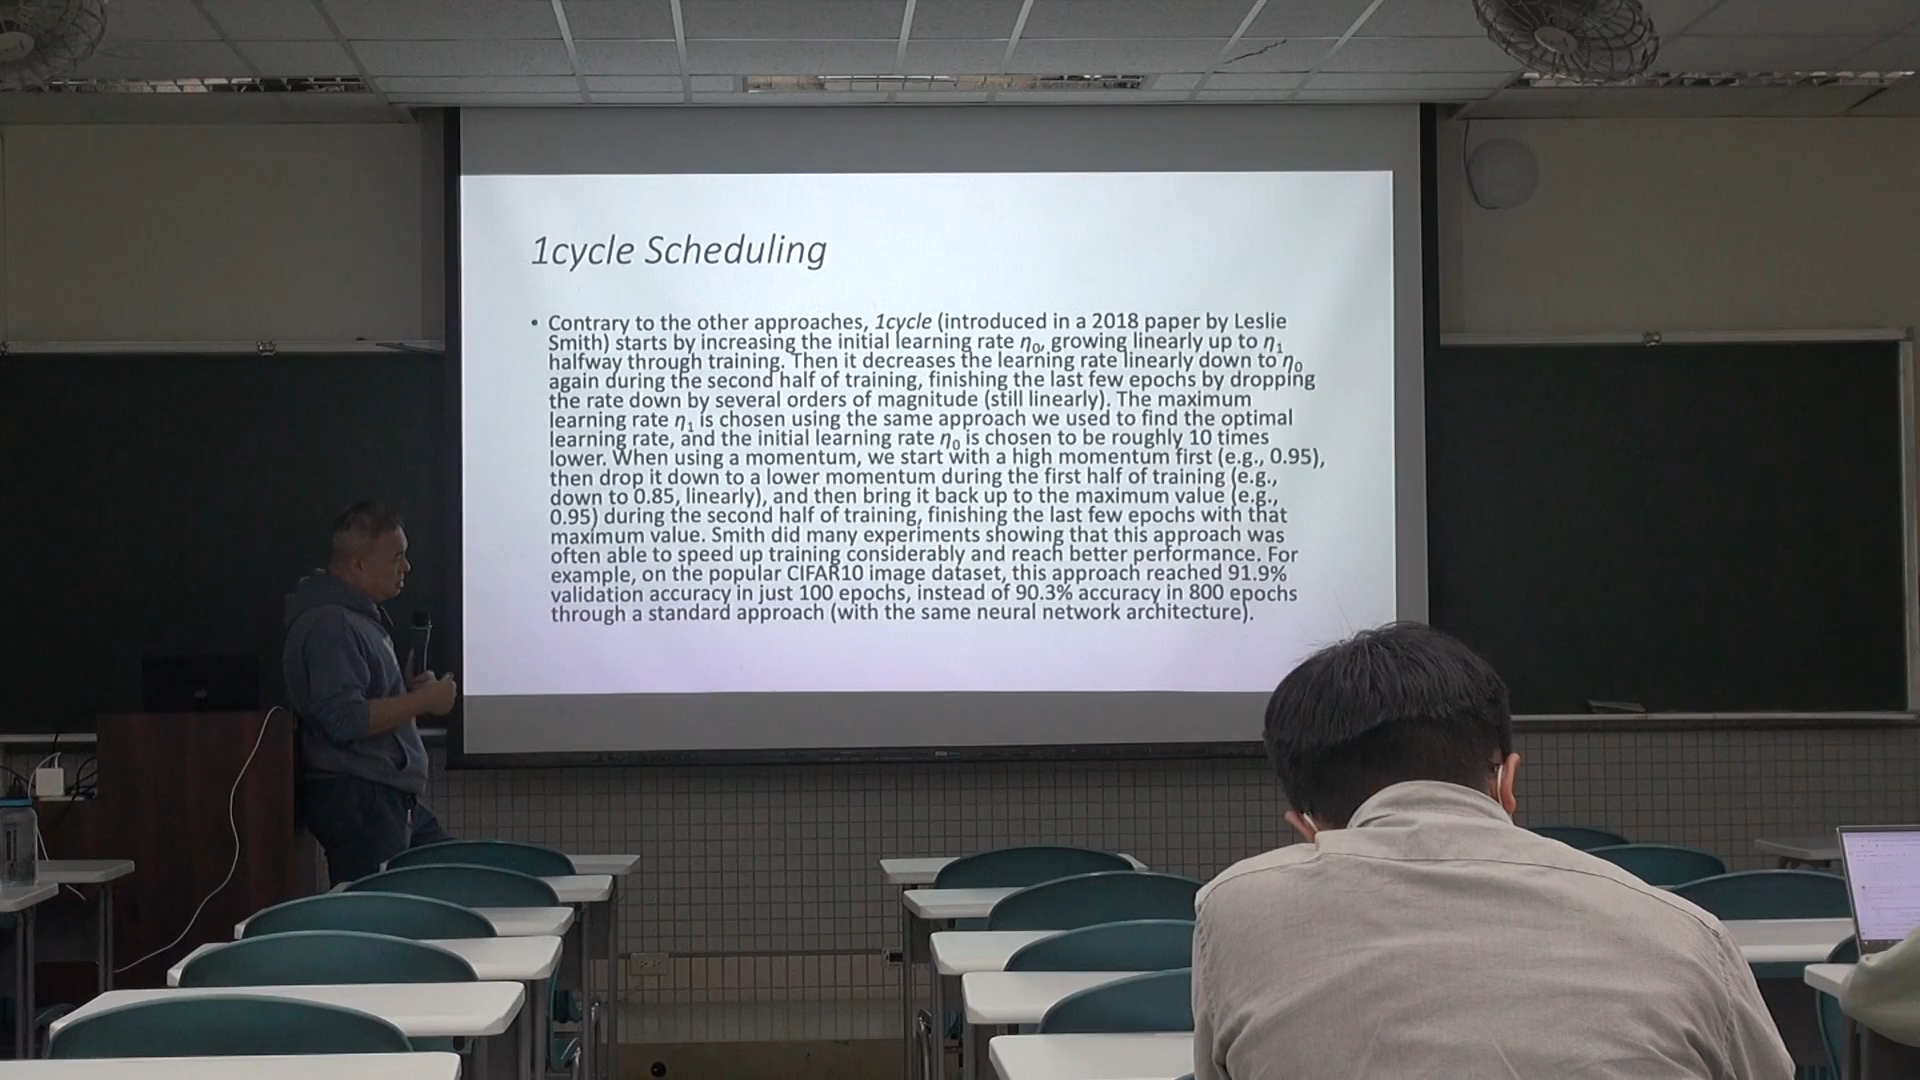 1cycle Scheduling
• Contrary to the other approaches, 1cycle (introduced in a 2018 paper by Leslie
Smith) starts by increasing the initial learning rate η₀, growing linearly up to η₁
halfway through training. Then it decreases the learning rate linearly down to η₀
again during the second half of training, finishing the last few epochs by dropping
the rate down by several orders of magnitude (still linearly). The maximum
learning rate η₁ is chosen using the same approach we used to find the optimal
learning rate, and the initial learning rate η₀ is chosen to be roughly 10 times
lower. When using a momentum, we start with a high momentum first (e.g., 0.95),
then drop it down to a lower momentum during the first half of training (e.g.,
down to 0.85, linearly), and then bring it back up to the maximum value (e.g.,
0.95) during the second half of training, finishing the last few epochs with that
maximum value. Smith did many experiments showing that this approach was
often able to speed up training considerably and reach better performance. For
example, on the popular CIFAR10 image dataset, this approach reached 91.9%
validation accuracy in just 100 epochs, instead of 90.3% accuracy in 800 epochs
through a standard approach (with the same neural network architecture).